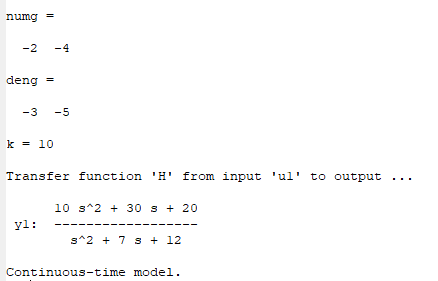 numg =
-2 -4
deng =
-3 -5
k = 10
Transfer function 'H' from input 'u1' to output ...
10 s^2 + 30 s + 20
y1: ------------------
s^2 + 7 s + 12
Continuous-time model.